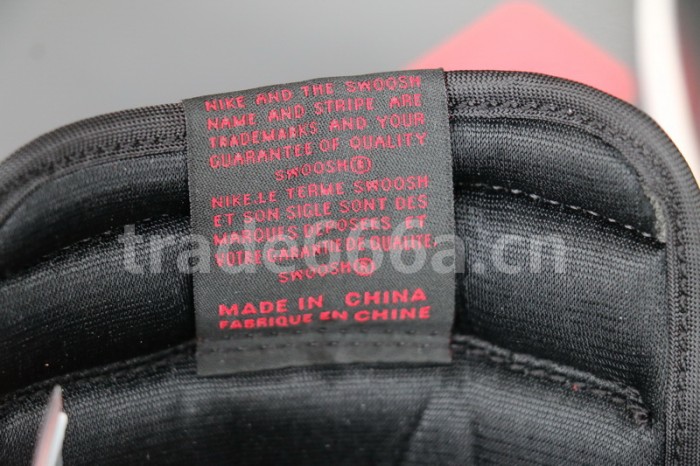 NIKE AND THE SWOOSH
NAME AND STRIPE ARE
TRADEMARKS AND YOUR
GUARANTEE OF QUALITY
SWOOSH®
NIKE.LE TERME SWOOSH
ET SON SIGLE SONT DES
MARQUES DEPOSEES ET
VOTRE GARANTIE DE QUALITE
SWOOSH®
MADE IN CHINA
FABRIQUE EN CHINE
trade066a.cn